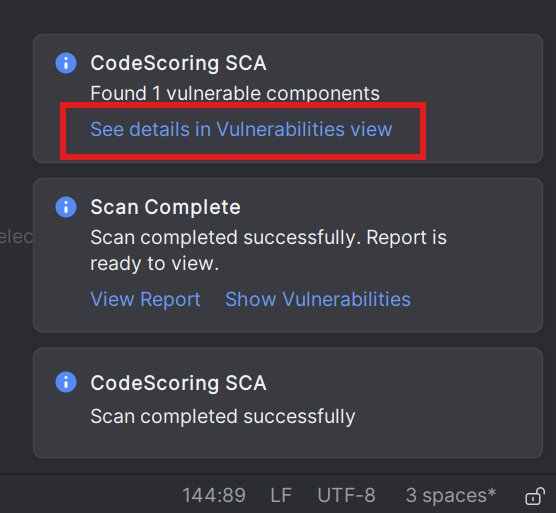 CodeScoring SCA
Found 1 vulnerable components
See details in Vulnerabilities view
Scan Complete
elec
Scan completed successfully. Report is
ready to view.
View Report Show Vulnerabilities
CodeScoring SCA
Scan completed successfully
144:89 LF UTF-8 3 spaces*